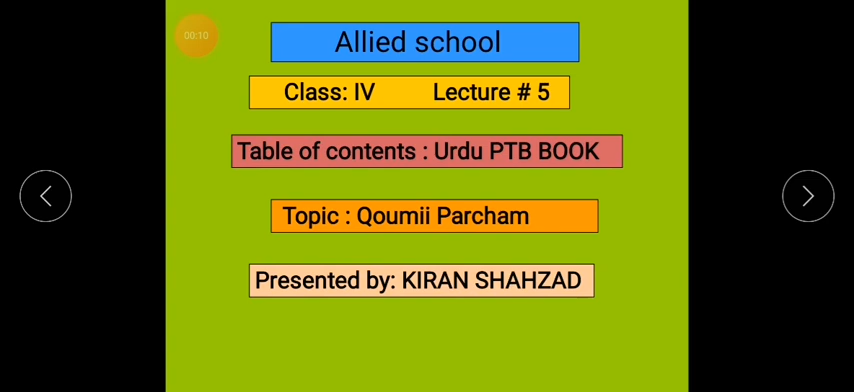 00:10
Allied school
Class: IV Lecture # 5
Table of contents : Urdu PTB BOOK
Topic : Qoumii Parcham
Presented by: KIRAN SHAHZAD